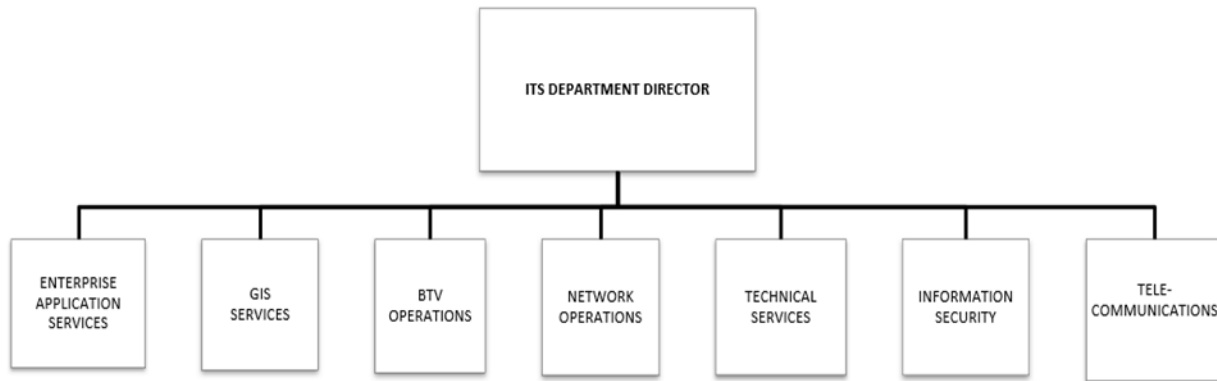 ITS DEPARTMENT DIRECTOR
ENTERPRISE
APPLICATION
SERVICES
GIS
SERVICES
BTV
OPERATIONS
NETWORK
OPERATIONS
TECHNICAL
SERVICES
INFORMATION
SECURITY
TELE-
COMMUNICATIONS